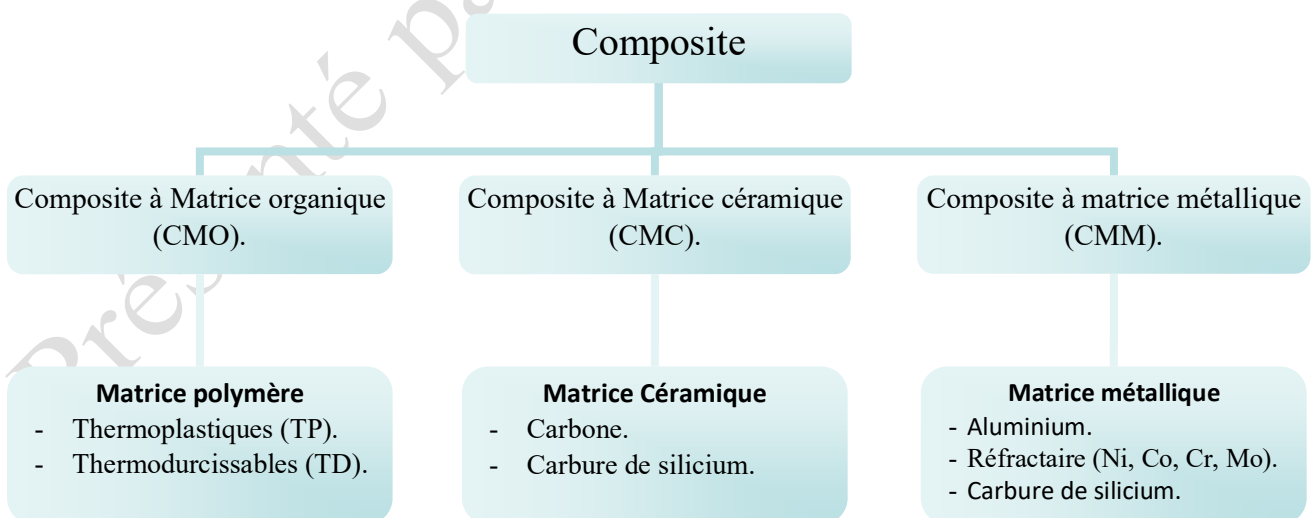 Composite
Composite à Matrice organique
(CMO).
Composite à Matrice céramique
(CMC).
Composite à matrice métallique
(CMM).
Matrice polymère
- Thermoplastiques (TP).
- Thermodurcissables (TD).
Matrice Céramique
- Carbone.
- Carbure de silicium.
Matrice métallique
- Aluminium.
- Réfractaire (Ni, Co, Cr, Mo).
- Carbure de silicium.
Présenté